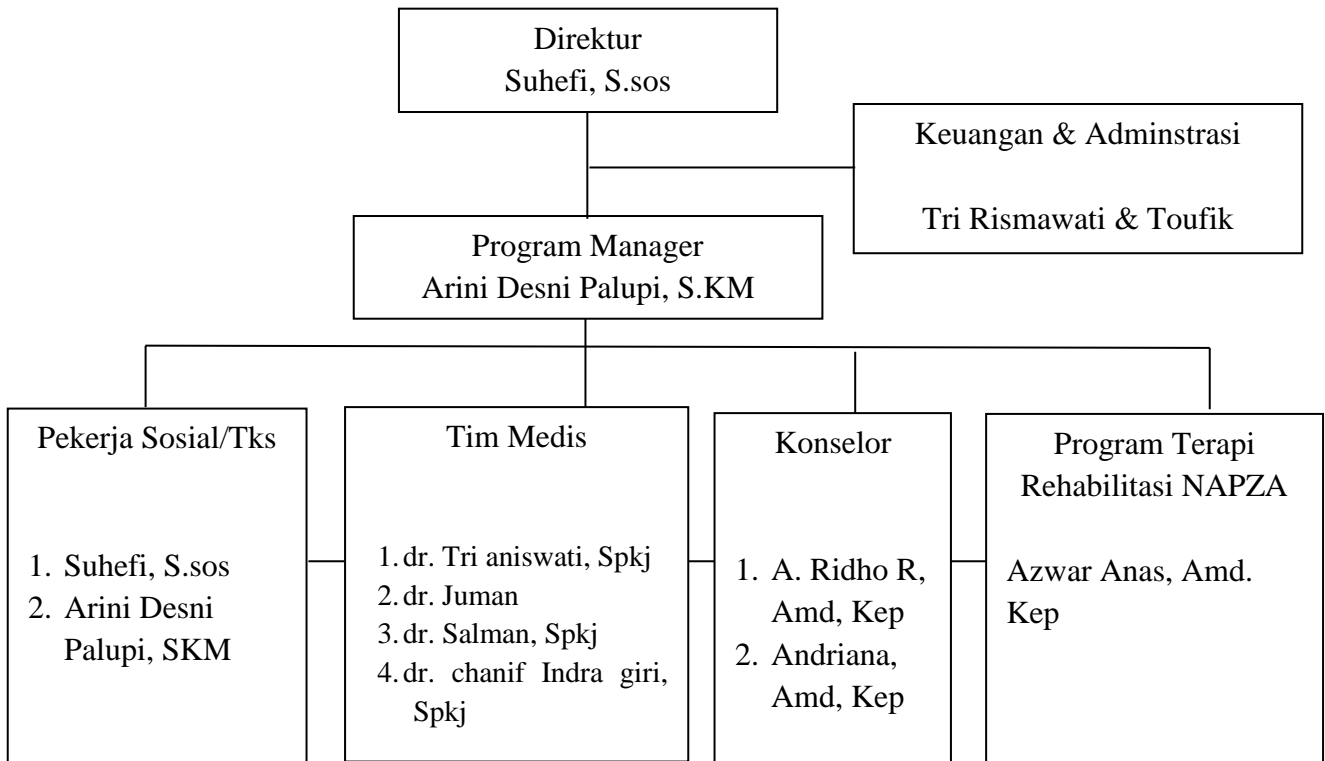 Direktur
Suhefi, S.sos
Keuangan & Adminstrasi
Tri Rismawati & Toufik
Program Manager
Arini Desni Palupi, S.KM
Pekerja Sosial/Tks
1. Suhefi, S.sos
2. Arini Desni
Palupi, SKM
Tim Medis
1. dr. Tri aniswati, Spkj
2. dr. Juman
3. dr. Salman, Spkj
4. dr. chanif Indra giri,
Spkj
Konselor
1. A. Ridho R,
Amd, Kep
2. Andriana,
Amd, Kep
Program Terapi
Rehabilitasi NAPZA
Azwar Anas, Amd.
Kep